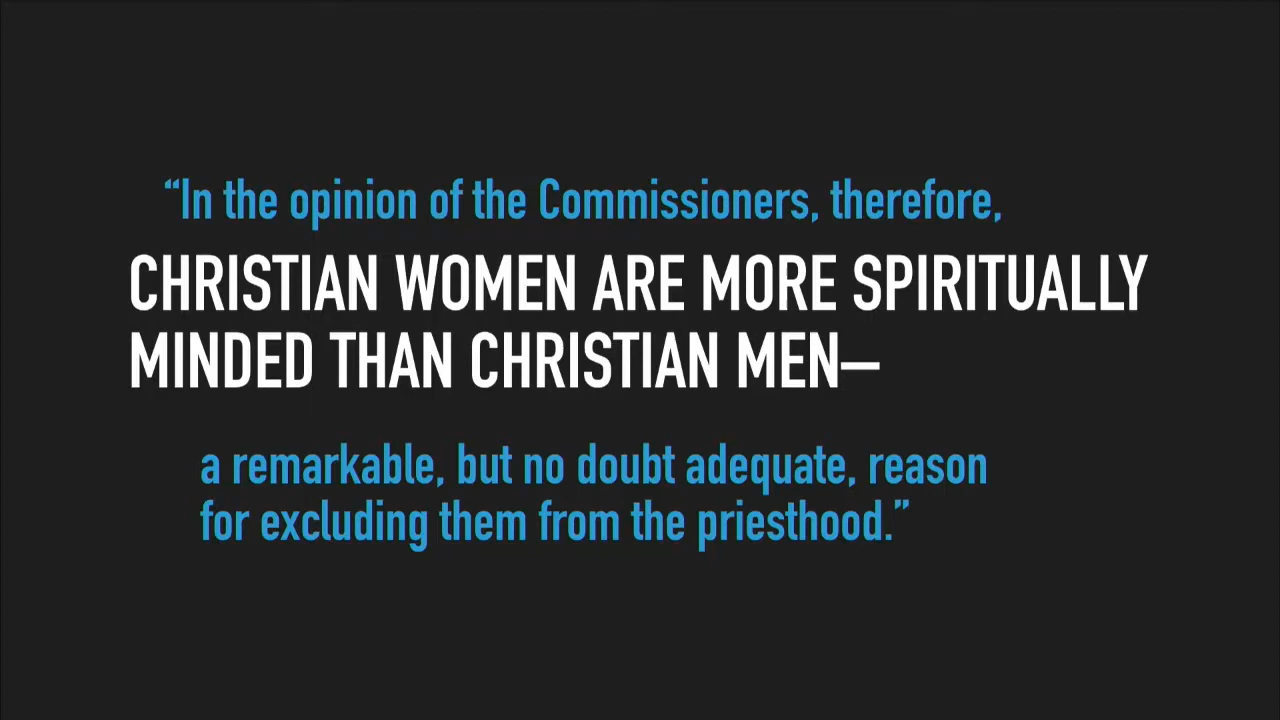 “In the opinion of the Commissioners, therefore,
CHRISTIAN WOMEN ARE MORE SPIRITUALLY
MINDED THAN CHRISTIAN MEN—
a remarkable, but no doubt adequate, reason
for excluding them from the priesthood.”